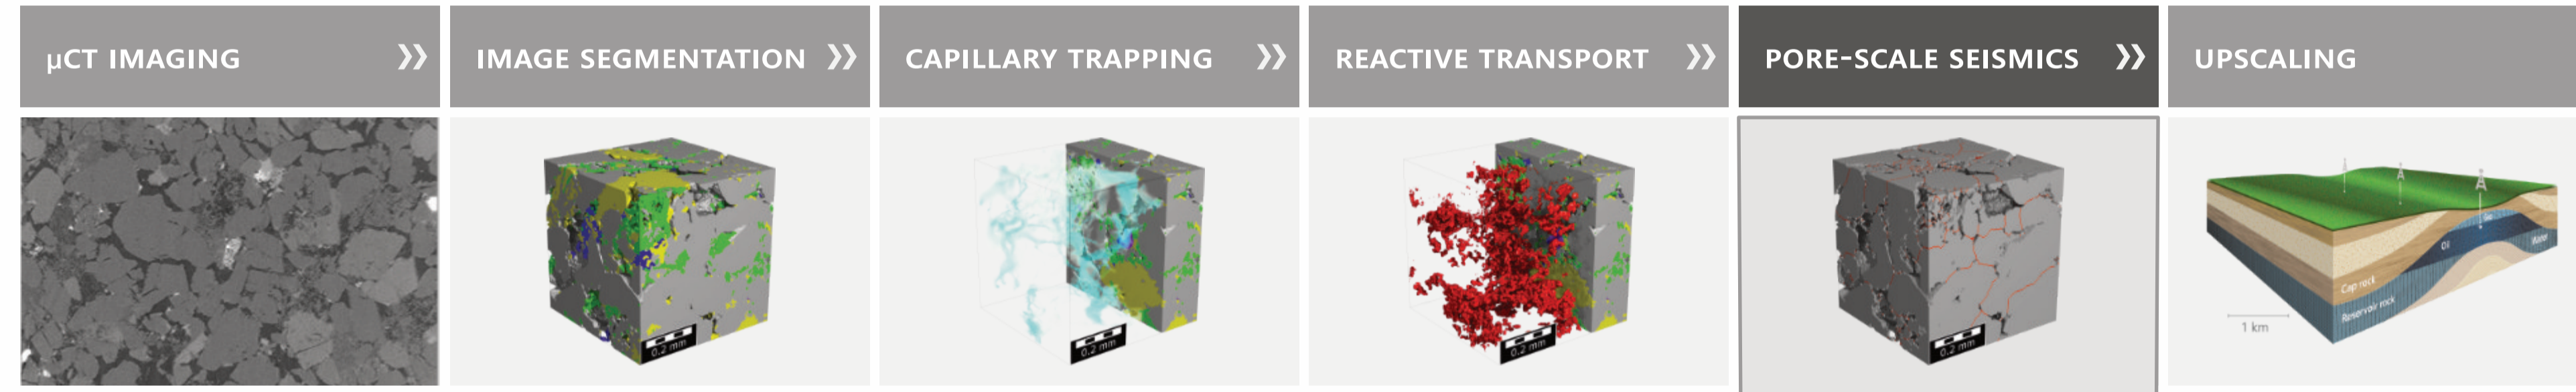 μCT IMAGING »
IMAGE SEGMENTATION »
CAPILLARY TRAPPING »
REACTIVE TRANSPORT »
PORE-SCALE SEISMICS »
UPSCALING
0.2 mm
0.2 mm
0.2 mm
0.2 mm
Oil
Water
Cap rock
Reservoir rock
1 km